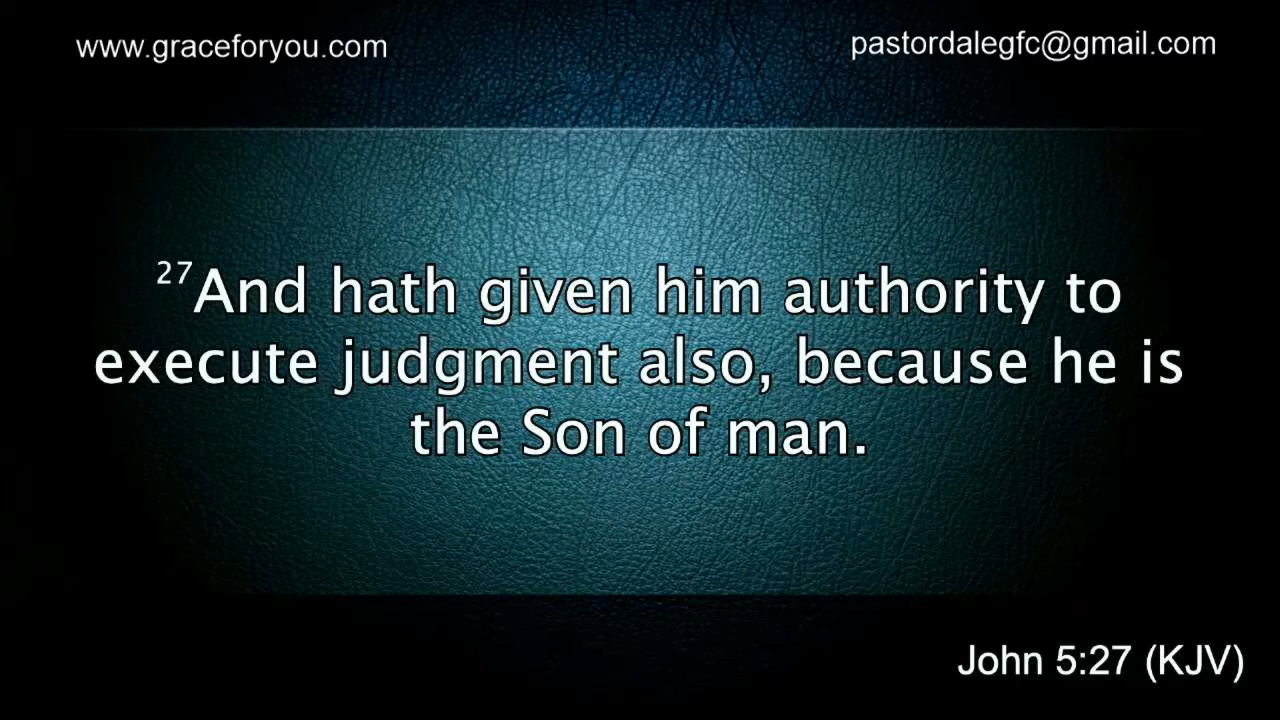 www.graceforyou.com
pastordalegfc@gmail.com
27And hath given him authority to
execute judgment also, because he is
the Son of man.
John 5:27 (KJV)